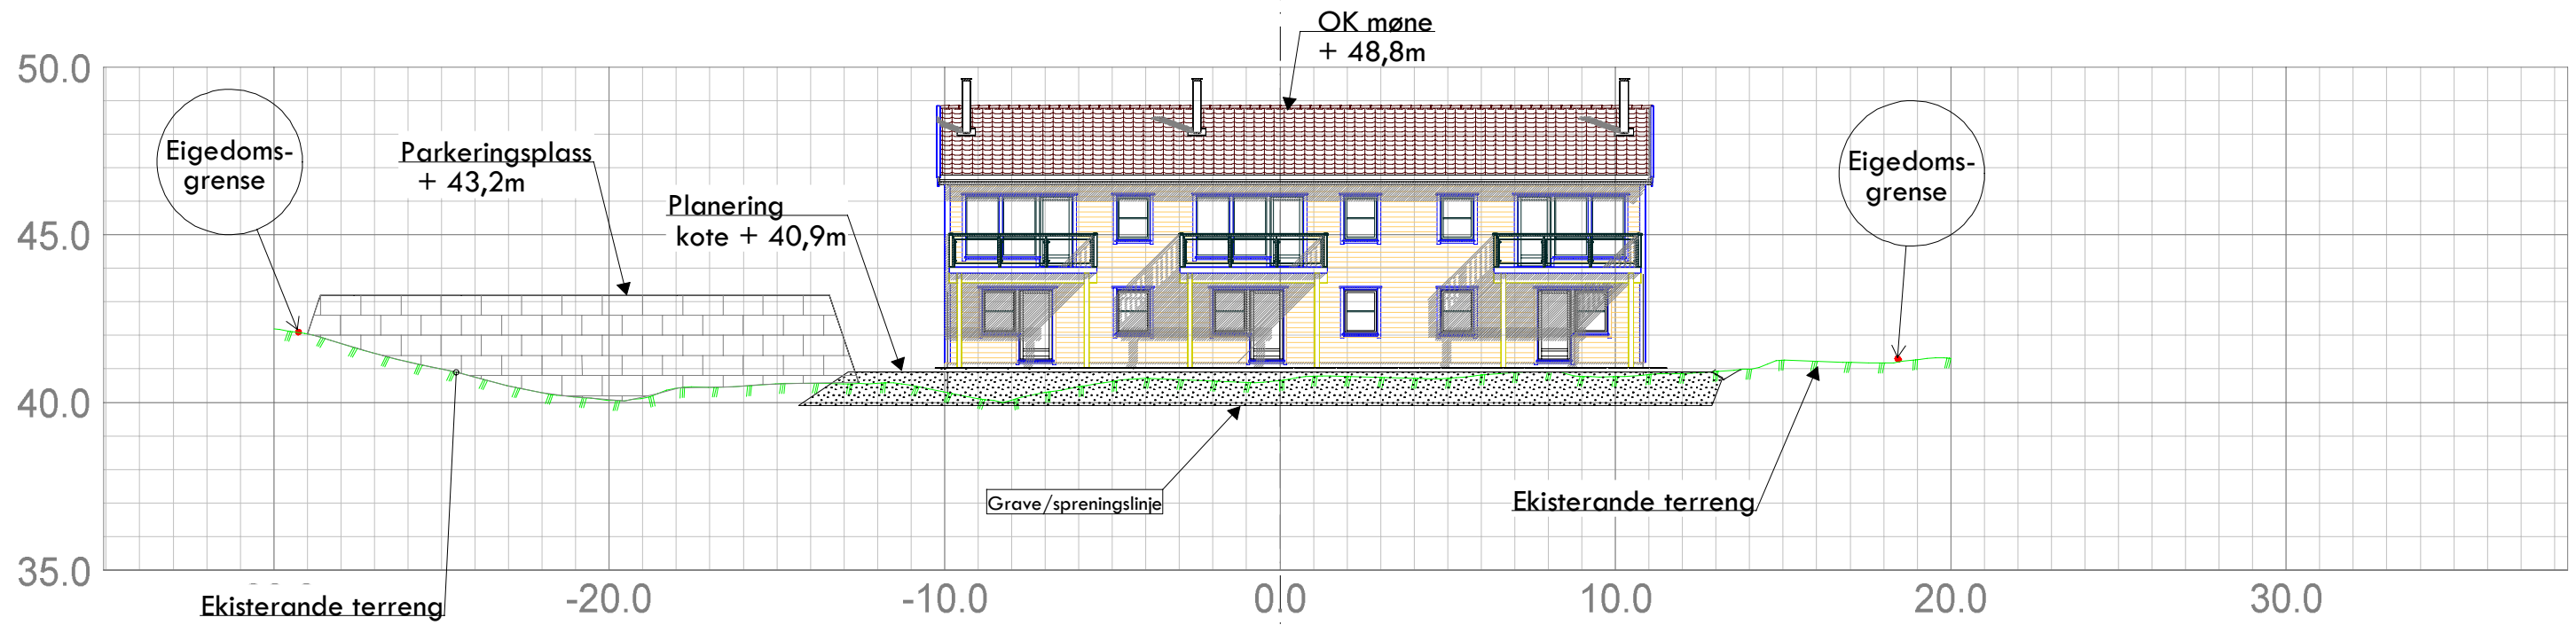 OK møne
+ 48,8m
50.0
Eigedoms-
grense
Parkeringsplass
+ 43,2m
Planering
kote + 40,9m
Eigedoms-
grense
45.0
40.0
Grave/spreningslinje
Ekisterande terreng
35.0
Ekisterande terreng
-20.0
-10.0
0.0
10.0
20.0
30.0